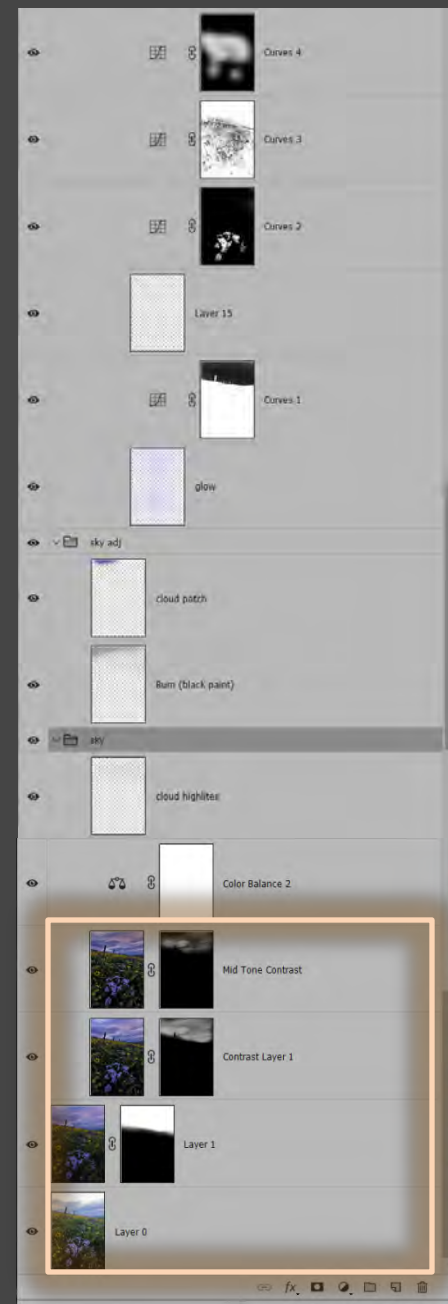 Curves 4
Curves 3
Curves 2
Layer 15
Curves 1
glow
sky adj
cloud patch
Burn (black paint)
sky
cloud highlites
Color Balance 2
Mid Tone Contrast
Contrast Layer 1
Layer 1
Layer 0
fx